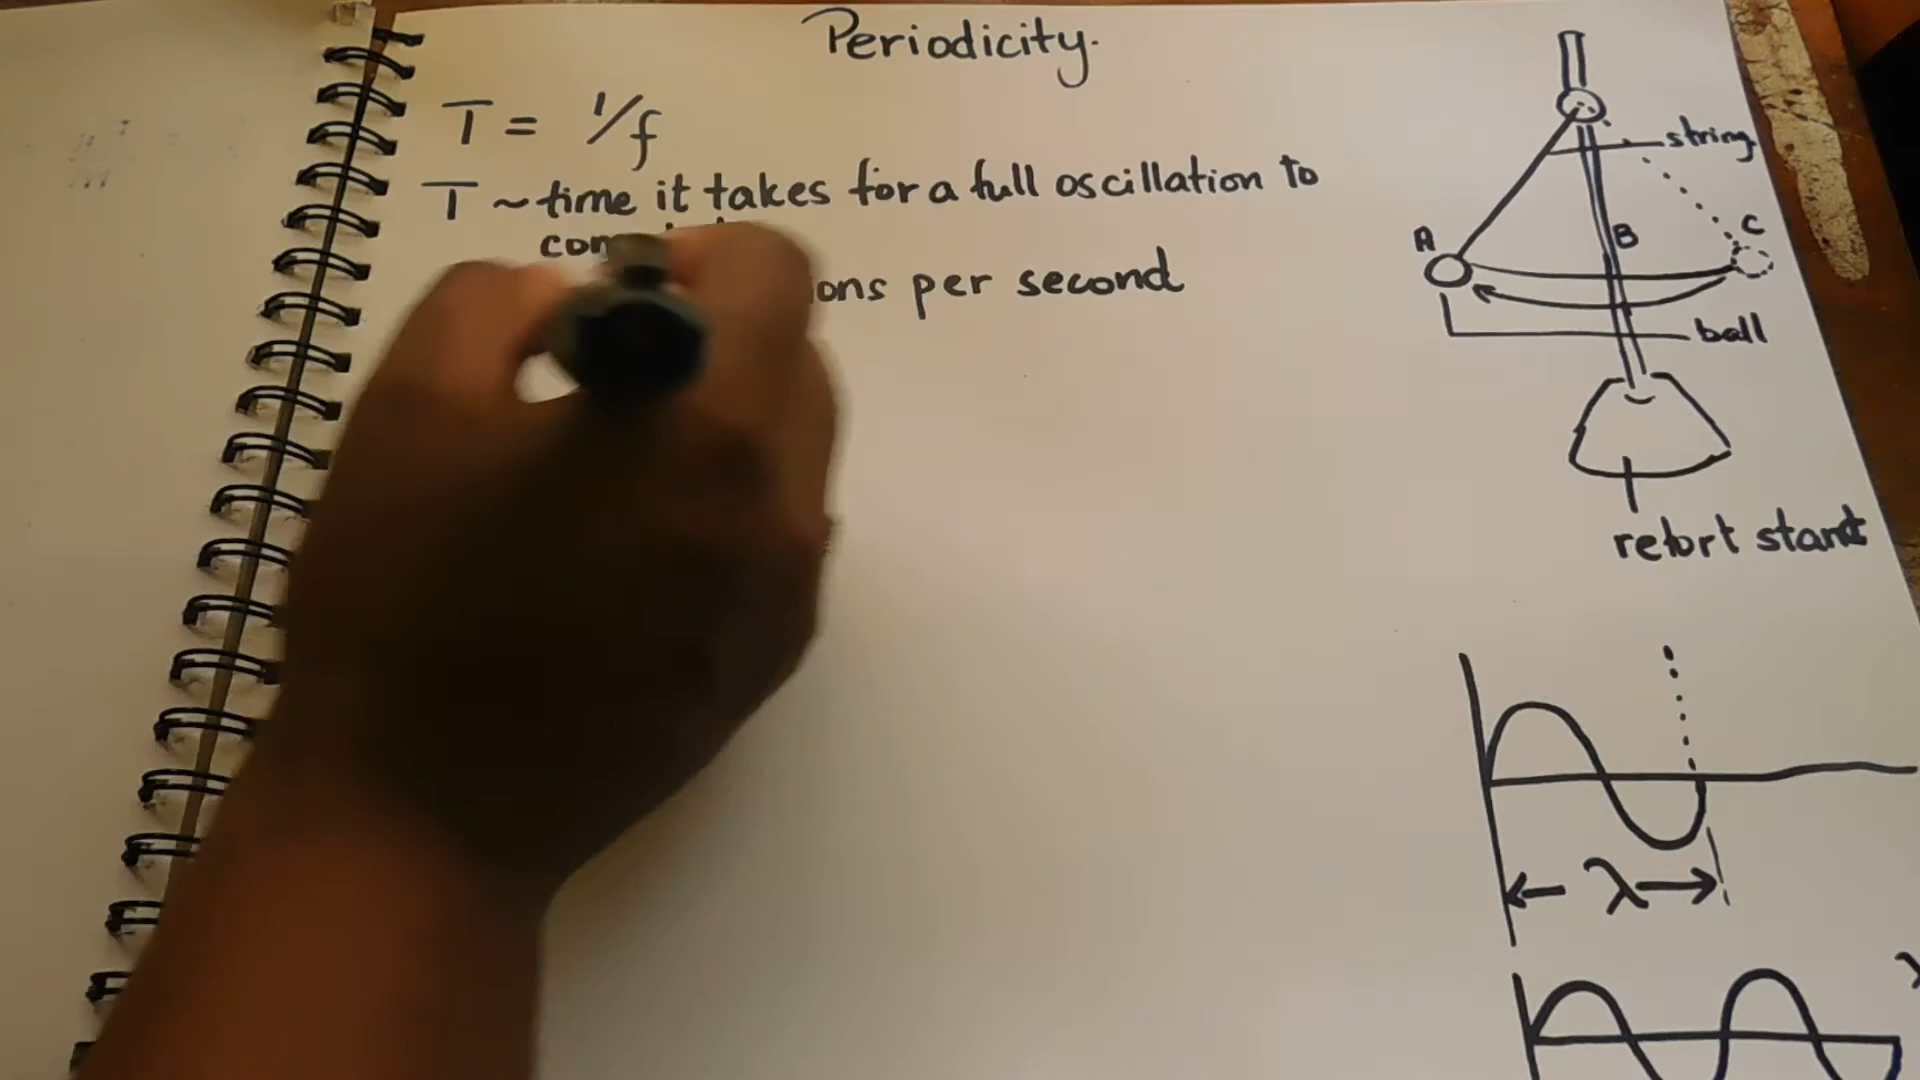 Periodicity.
T = 1/f
T ~ time it takes for a full oscillation to
per second
string
A
B
C
ball
retort stand
λ
λ